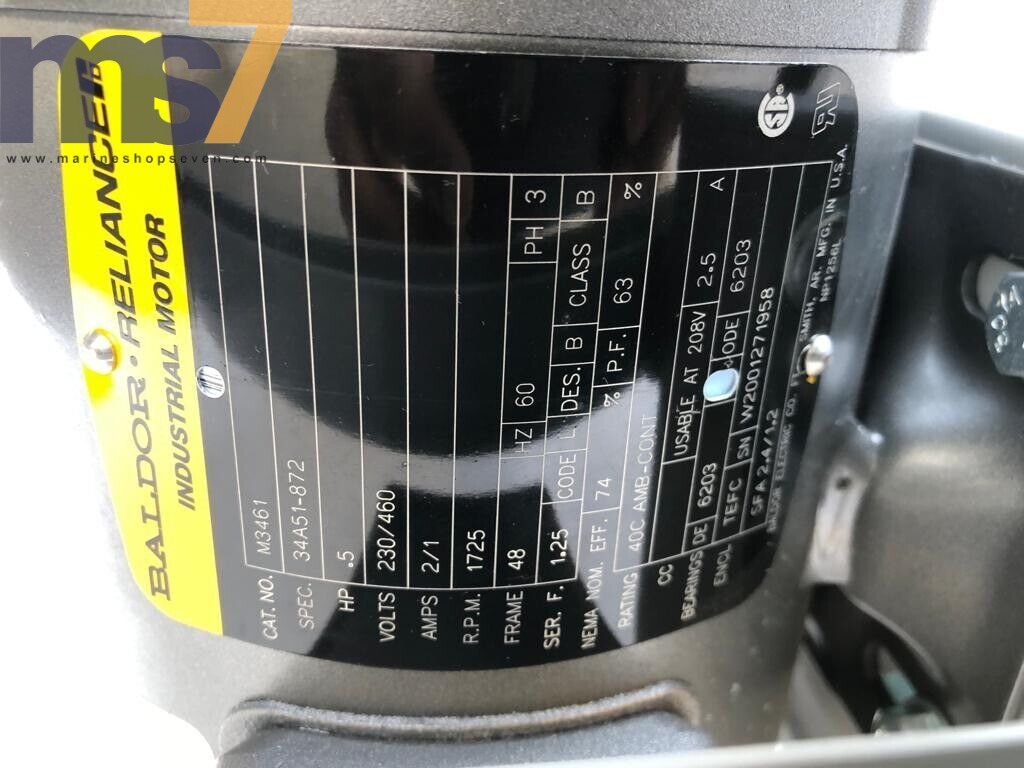 ms7
www.marineshopseven.com
BALDOR · RELIANCER
INDUSTRIAL MOTOR
CAT. NO. M3461
SPEC. 34A51-872
HP .5
VOLTS 230/460
AMPS 2/1
R.P.M. 1725
FRAME 48 HZ 60 PH 3
SER. F. 1.25 CODE L DES. B CLASS B
NEMA NOM. EFF. 74 % P.F. 63 %
RATING 40C AMB-CONT
CC USABLE AT 208V 2.5 A
BEARINGS DE 6203 ODE 6203
ENCL TEFC SN W2001271958
SFA 2.4/1.2
BALDOR ELECTRIC CO. FT. SMITH, AR. MFG. IN U.S.A.
NP1256L